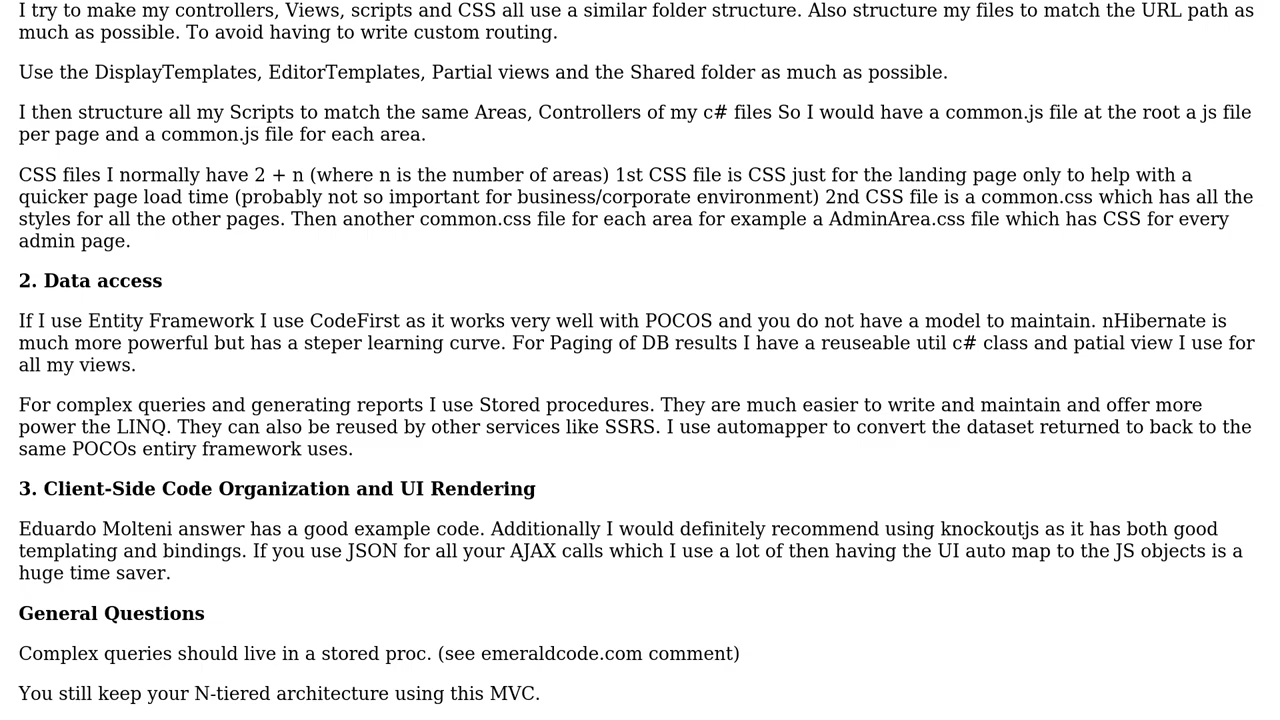 I try to make my controllers, Views, scripts and CSS all use a similar folder structure. Also structure my files to match the URL path as
much as possible. To avoid having to write custom routing.
Use the DisplayTemplates, EditorTemplates, Partial views and the Shared folder as much as possible.
I then structure all my Scripts to match the same Areas, Controllers of my c# files So I would have a common.js file at the root a js file
per page and a common.js file for each area.
CSS files I normally have 2 + n (where n is the number of areas) 1st CSS file is CSS just for the landing page only to help with a
quicker page load time (probably not so important for business/corporate environment) 2nd CSS file is a common.css which has all the
styles for all the other pages. Then another common.css file for each area for example a AdminArea.css file which has CSS for every
admin page.
2. Data access
If I use Entity Framework I use CodeFirst as it works very well with POCOS and you do not have a model to maintain. nHibernate is
much more powerful but has a steper learning curve. For Paging of DB results I have a reuseable util c# class and patial view I use for
all my views.
For complex queries and generating reports I use Stored procedures. They are much easier to write and maintain and offer more
power the LINQ. They can also be reused by other services like SSRS. I use automapper to convert the dataset returned to back to the
same POCOs entiry framework uses.
3. Client-Side Code Organization and UI Rendering
Eduardo Molteni answer has a good example code. Additionally I would definitely recommend using knockoutjs as it has both good
templating and bindings. If you use JSON for all your AJAX calls which I use a lot of then having the UI auto map to the JS objects is a
huge time saver.
General Questions
Complex queries should live in a stored proc. (see emeraldcode.com comment)
You still keep your N-tiered architecture using this MVC.